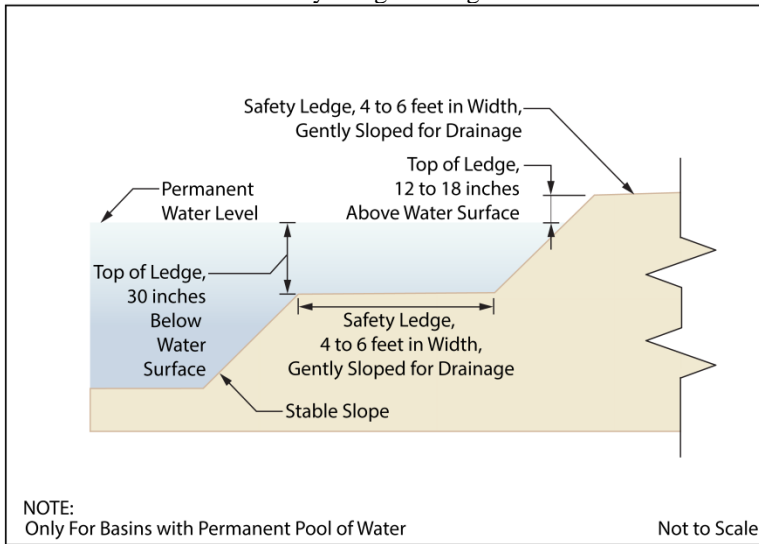 Safety Ledge, 4 to 6 feet in Width,
Gently Sloped for Drainage
Top of Ledge,
12 to 18 inches
Above Water Surface
Permanent
Water Level
Top of Ledge,
30 inches
Below
Water
Surface
Safety Ledge,
4 to 6 feet in Width,
Gently Sloped for Drainage
Stable Slope
NOTE:
Only For Basins with Permanent Pool of Water
Not to Scale